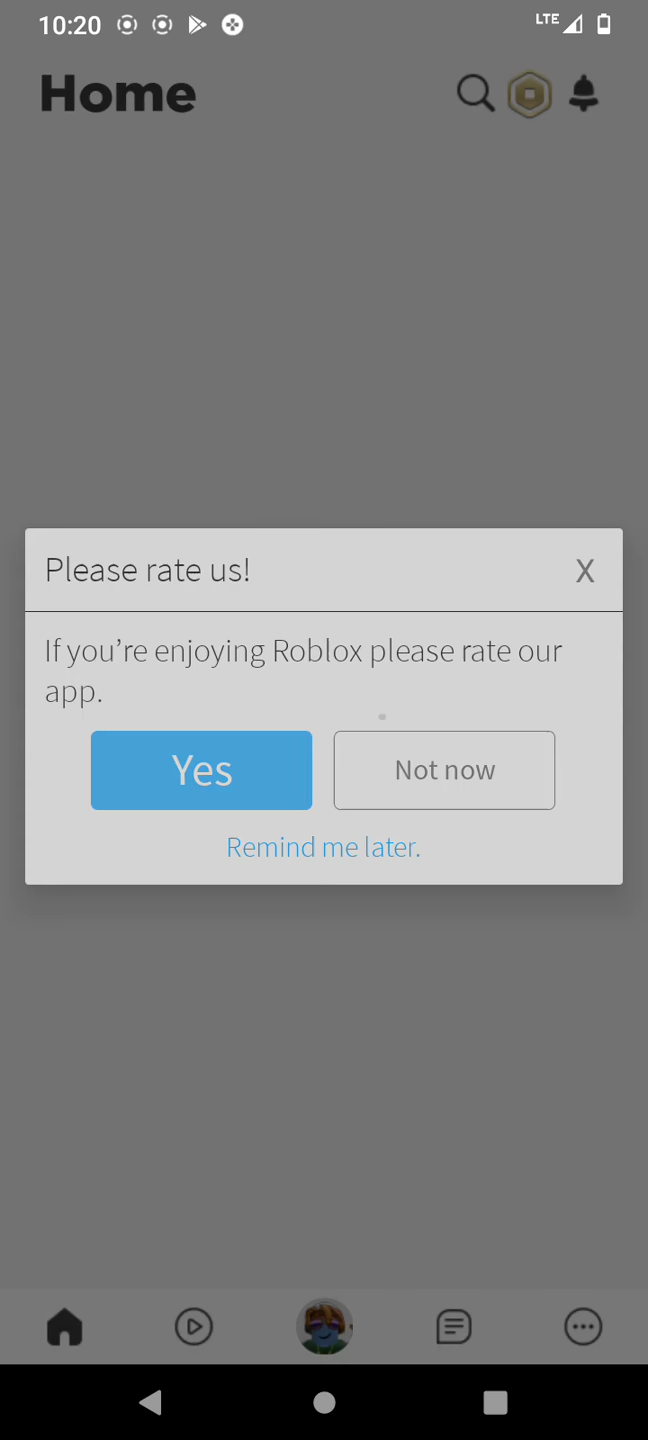 10:20
LTE
Home
Please rate us!
X
If you’re enjoying Roblox please rate our
app.
Yes
Not now
Remind me later.